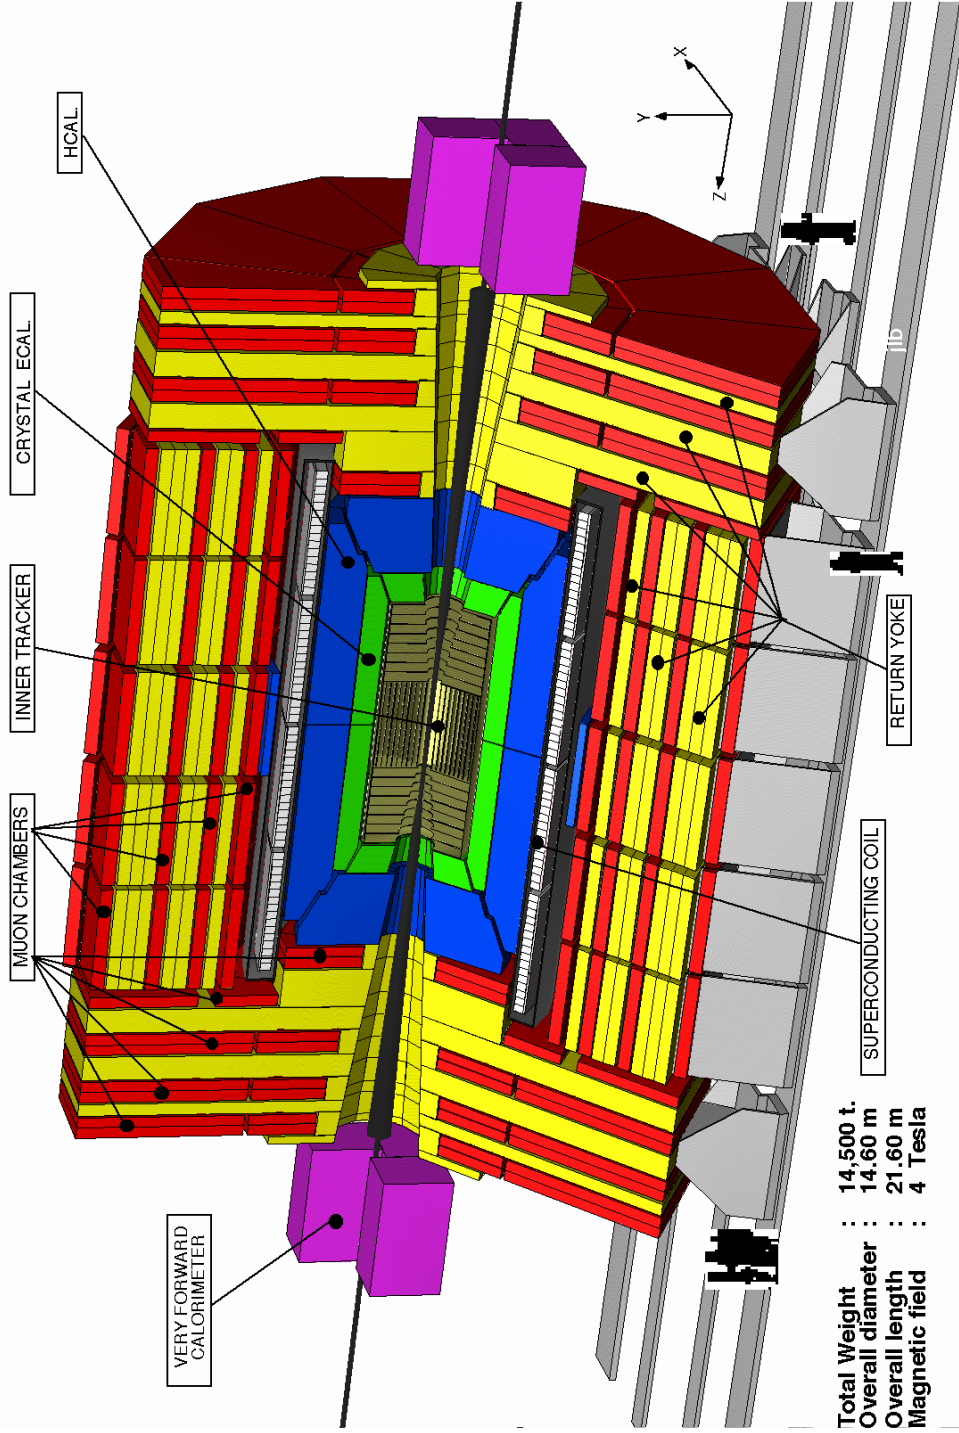 MUON CHAMBERS
INNER TRACKER
CRYSTAL ECAL.
HCAL.
VERY FORWARD
CALORIMETER
SUPERCONDUCTING COIL
RETURN YOKE
X
Y
Z
jlb
Total Weight : 14,500 t.
Overall diameter : 14.60 m
Overall length : 21.60 m
Magnetic field : 4 Tesla